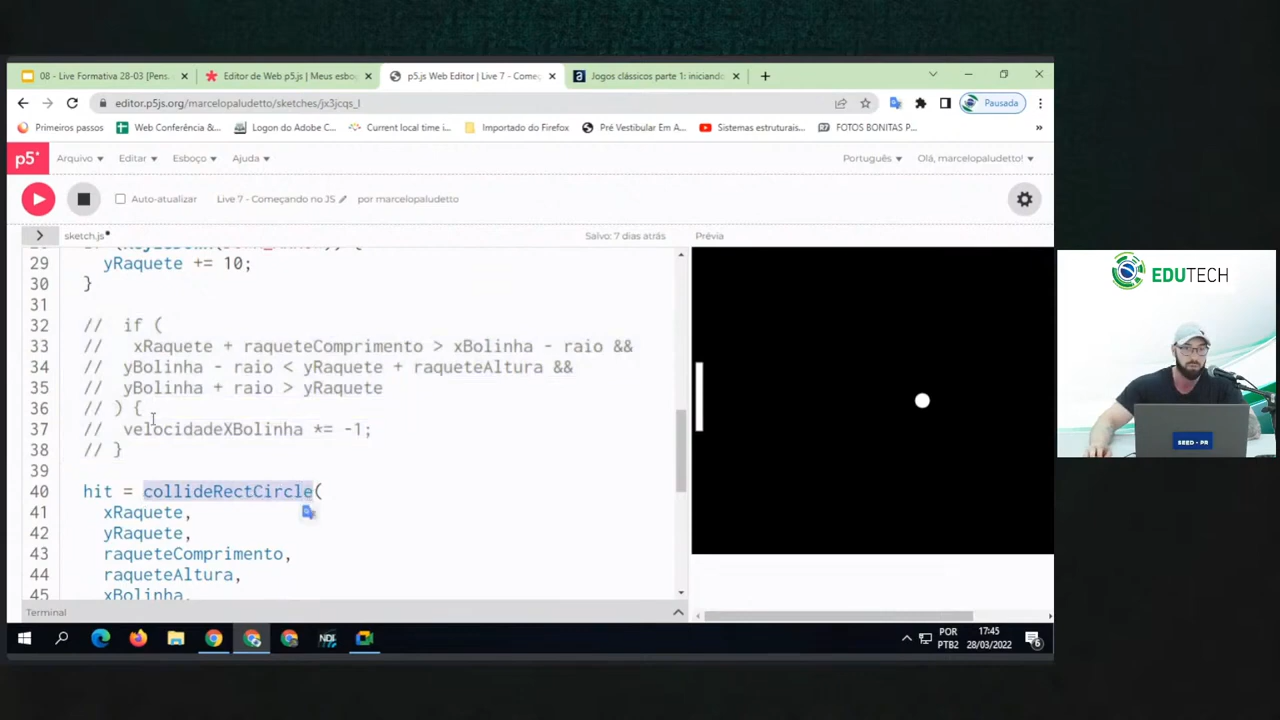 08 - Live Formativa 28-03 [Pens.
Editor de Web p5.js | Meus esbo
p5.js Web Editor | Live 7 - Come
Jogos clássicos parte 1: iniciand
editor.p5js.org/marcelopaludetto/sketches/jx3jcqs_l
Pausada
Primeiros passos
Web Conferência &...
Logon do Adobe C...
Current local time i...
Importado do Firefox
Pré Vestibular Em A...
Sistemas estruturais...
FOTOS BONITAS P...
»
p5*
Arquivo
Editar
Esboço
Ajuda
Português
Olá, marcelopaludetto!
Auto-atualizar
Live 7 - Começando no JS
por marcelopaludetto
sketch.js
Salvo: 7 dias atrás
Prévia
29 yRaquete += 10;
30 }
31
32 // if (
33 // xRaquete + raqueteComprimento > xBolinha - raio &&
34 // yBolinha - raio < yRaquete + raqueteAltura &&
35 // yBolinha + raio > yRaquete
36 // ) {
37 // velocidadeXBolinha *= -1;
38 // }
39
40 hit = collideRectCircle(
41 xRaquete,
42 yRaquete,
43 raqueteComprimento,
44 raqueteAltura,
45 xBolinha,
Terminal
EDUTECH
SEED - PR
POR
PTB2
17:45
28/03/2022
6